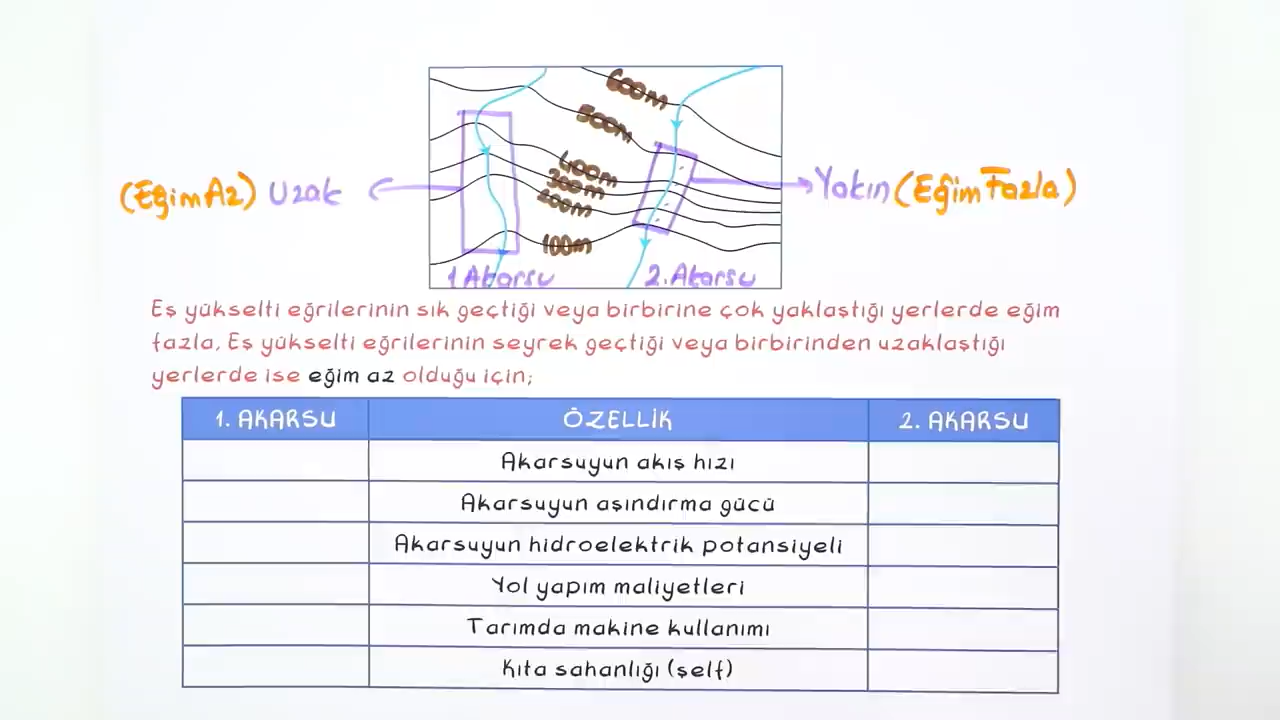 600m
500m
400m
300m
200m
100m
(Eğim Az) Uzak
Yakın (Eğim Fazla)
1.Akarsu
2.Akarsu
Eş yükselti eğrilerinin sık geçtiği veya birbirine çok yaklaştığı yerlerde eğim
fazla, Eş yükselti eğrilerinin seyrek geçtiği veya birbirinden uzaklaştığı
yerlerde ise eğim az olduğu için;
1. AKARSU ÖZELLİK 2. AKARSU
Akarsuyun akış hızı
Akarsuyun aşındırma gücü
Akarsuyun hidroelektrik potansiyeli
Yol yapım maliyetleri
Tarımda makine kullanımı
Kıta sahanlığı (şelf)